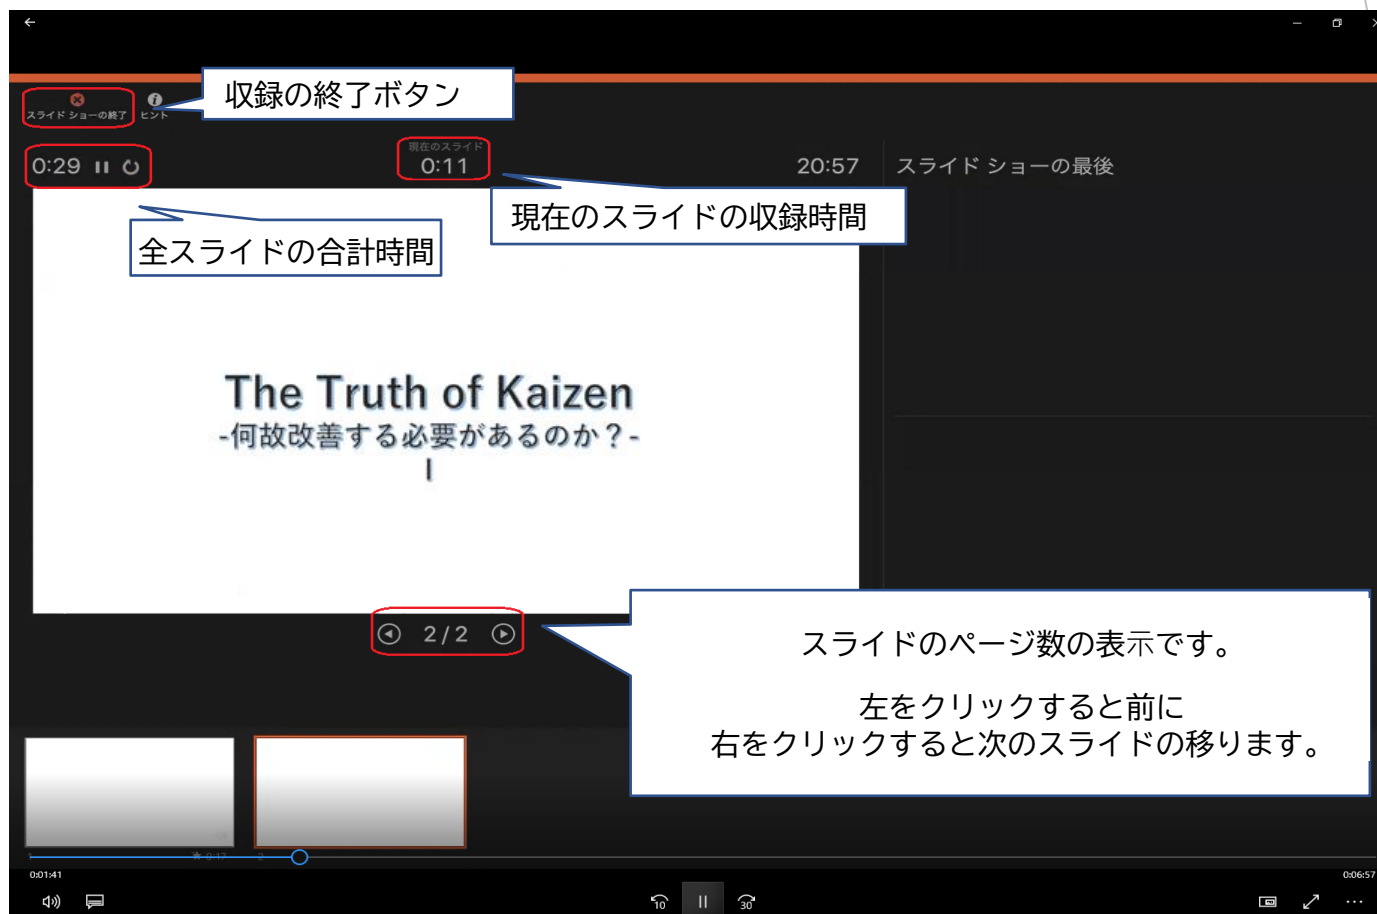 収録の終了ボタン
スライド ショーの終了
ヒント
0:29
現在のスライド
0:11
20:57
スライド ショーの最後
現在のスライドの収録時間
全スライドの合計時間
The Truth of Kaizen
-何故改善する必要があるのか？-
2/2
スライドのページ数の表示です。
左をクリックすると前に
右をクリックすると次のスライドの移ります。
0:17
2
0:01:41
0:06:57
10
30